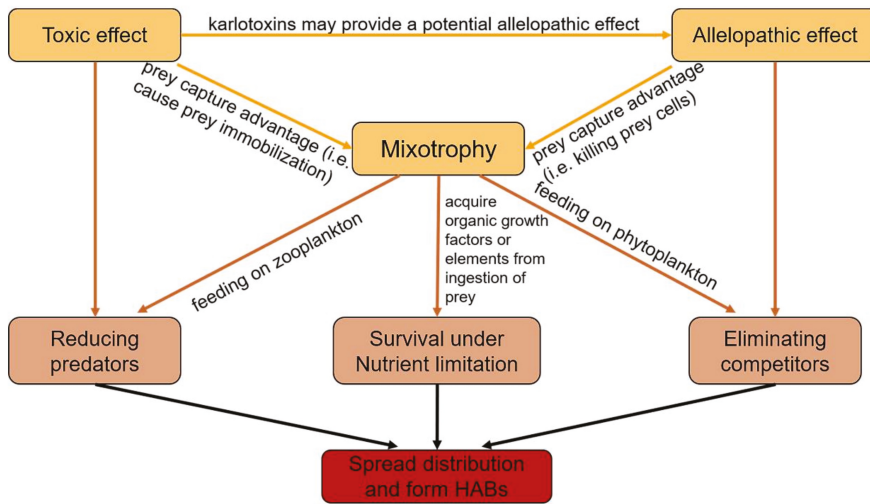 karlotoxins may provide a potential allelopathic effect
Toxic effect
Allelopathic effect
prey capture advantage (i.e.
cause prey immobilization)
prey capture advantage
(i.e. killing prey cells)
Mixotrophy
feeding on zooplankton
acquire
organic growth
factors or
elements from
ingestion of
prey
feeding on phytoplankton
Reducing
predators
Survival under
Nutrient limitation
Eliminating
competitors
Spread distribution
and form HABs